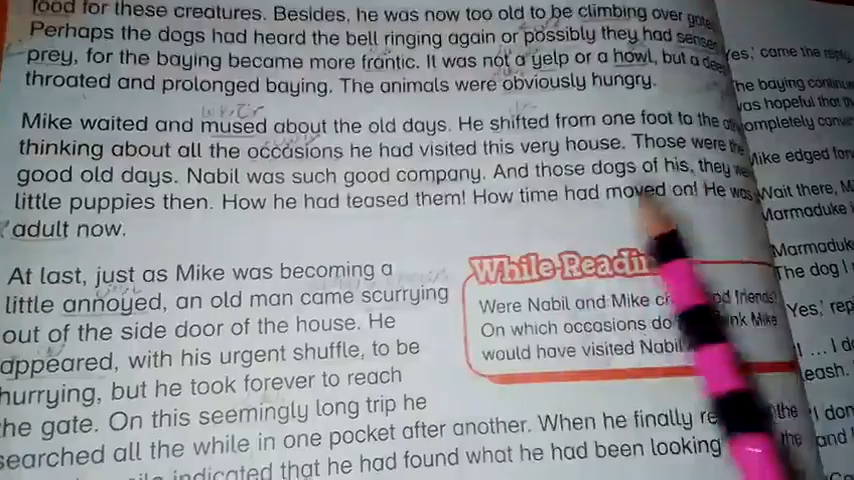 food for these creatures. Besides, he was now too old to be climbing over gate
Perhaps the dogs had heard the bell ringing again or possibly they had sensed
prey, for the baying became more frantic. It was not a yelp or a howl, but a deep
throated and prolonged baying. The animals were obviously hungry.
Mike waited and mused about the old days. He shifted from one foot to the
thinking about all the occasions he had visited this very house. Those were the
good old days. Nabil was such good company. And those dogs of his, they were
little puppies then. How he had teased them! How time had moved on! He was
adult now.
At last, just as Mike was becoming a
little annoyed, an old man came scurrying
out of the side door of the house. He
appeared, with his urgent shuffle, to be
hurrying, but he took forever to reach
the gate. On this seemingly long trip he
searched all the while in one pocket after another. When he finally
indicated that he had found what he had been looking
While-Reading
Were Nabil and Mike friends
On which occasions do Mike
would have visited Nabil
Yes,' came the reply
The baying continue
was hopeful that th
completely conv
Mike edged for
Wait there, M
Marmaduke i
Marmaduk
The dog I
Yes,' rep
I ... I d
leash.
I don
and I